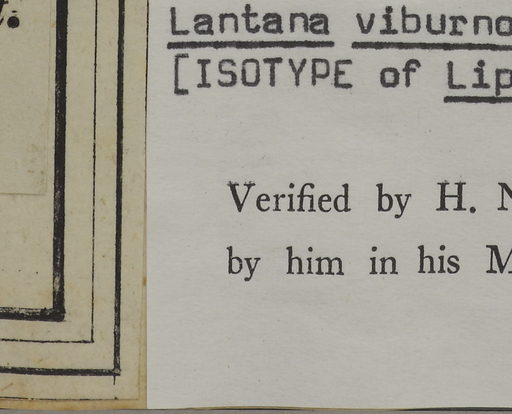 Lantana viburno
[ISOTYPE of Lip
Verified by H. N
by him in his M